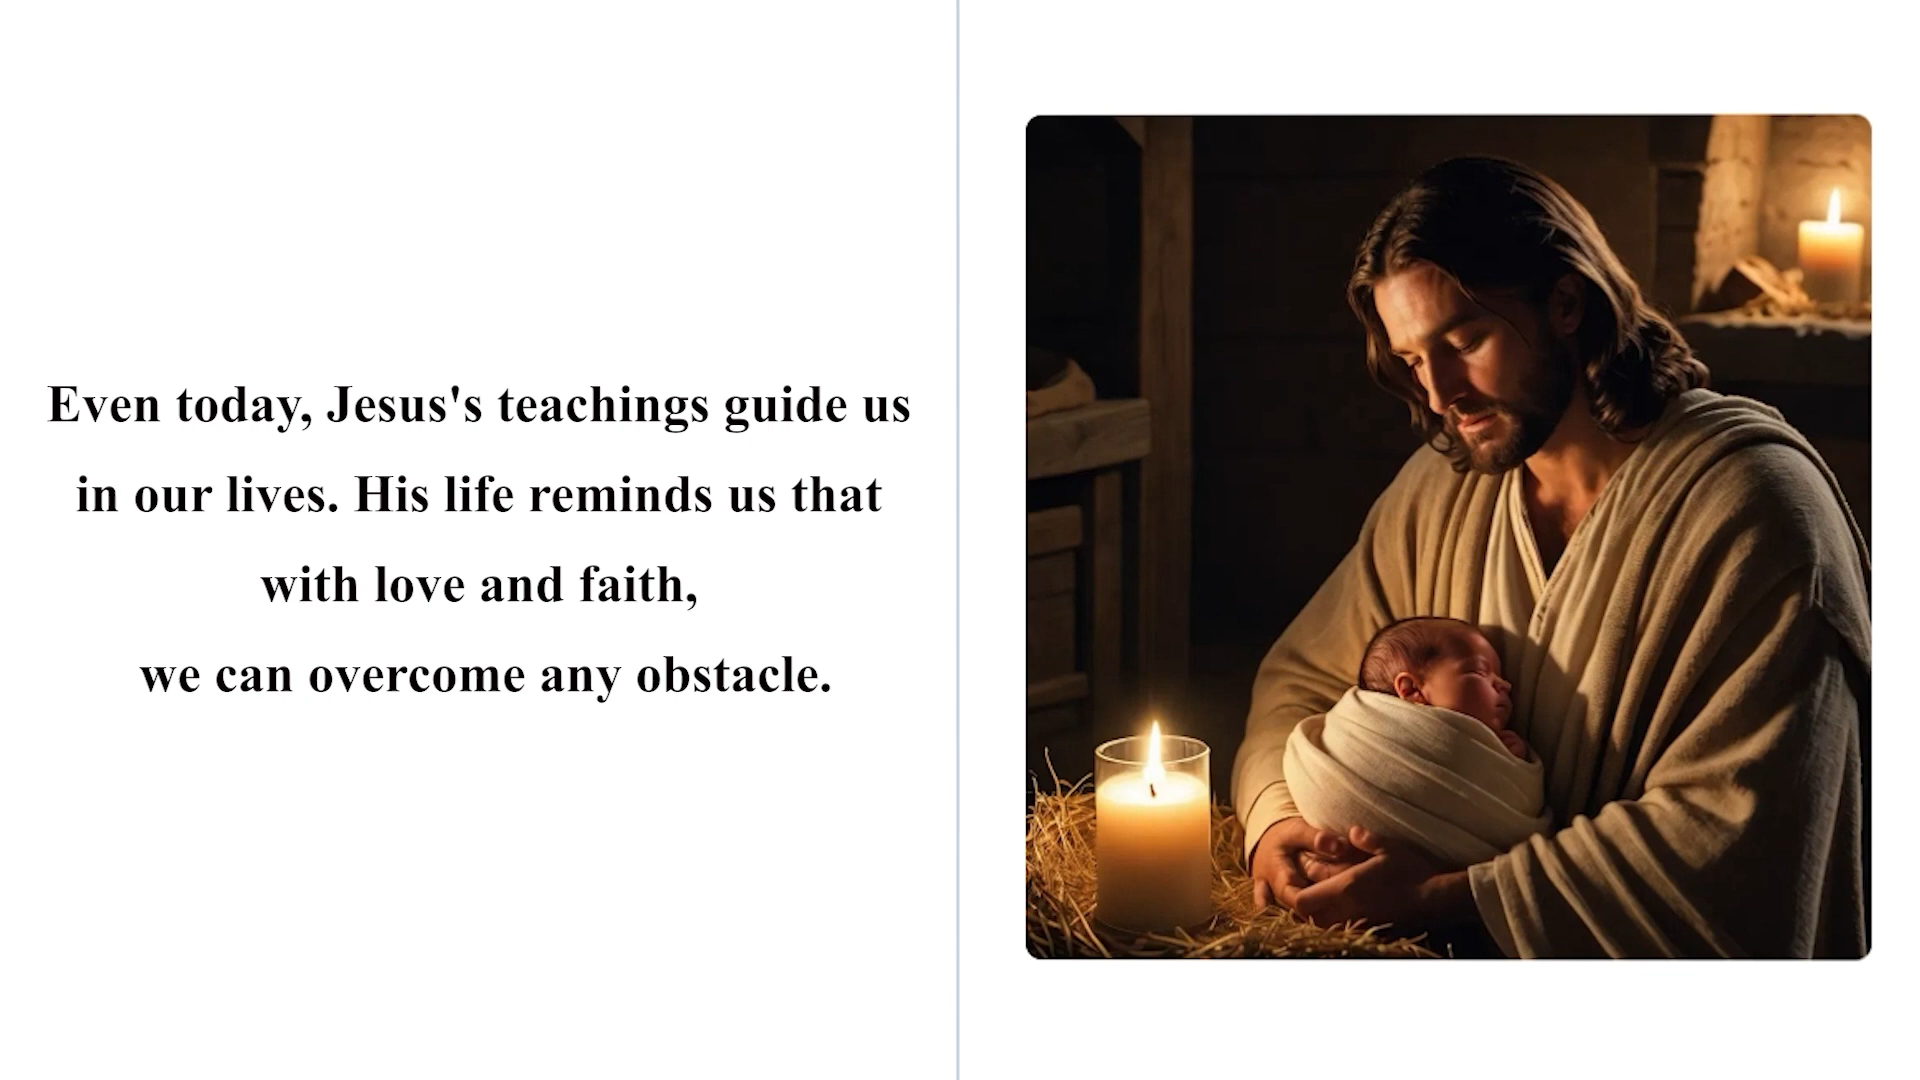 Even today, Jesus's teachings guide us
in our lives. His life reminds us that
with love and faith,
we can overcome any obstacle.